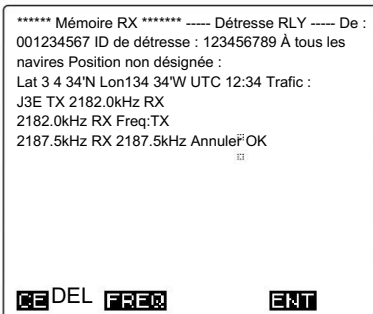 ****** Mémoire RX ******* ----- Détresse RLY ----- De :
001234567 ID de détresse : 123456789 À tous les
navires Position non désignée :
Lat 3 4 34'N Lon134 34'W UTC 12:34 Trafic :
J3E TX 2182.0kHz RX
2182.0kHz RX Freq:TX
2187.5kHz RX 2187.5kHz Annuler OK
CE DEL FREQ ENT